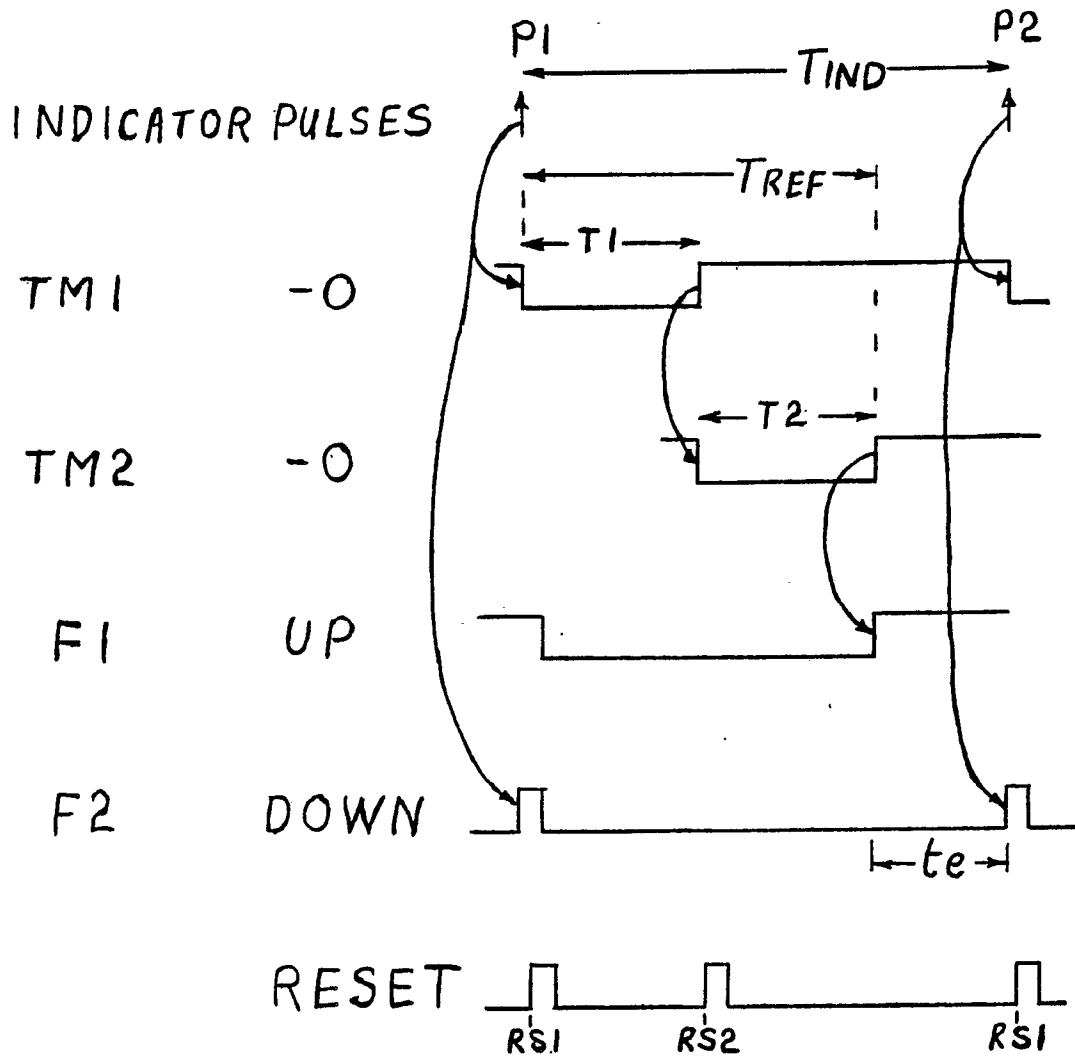 P1 P2
TIND
INDICATOR PULSES
TREF
T1
TM1 -O
T2
TM2 -O
F1 UP
F2 DOWN
te
RESET
RS1 RS2 RS1